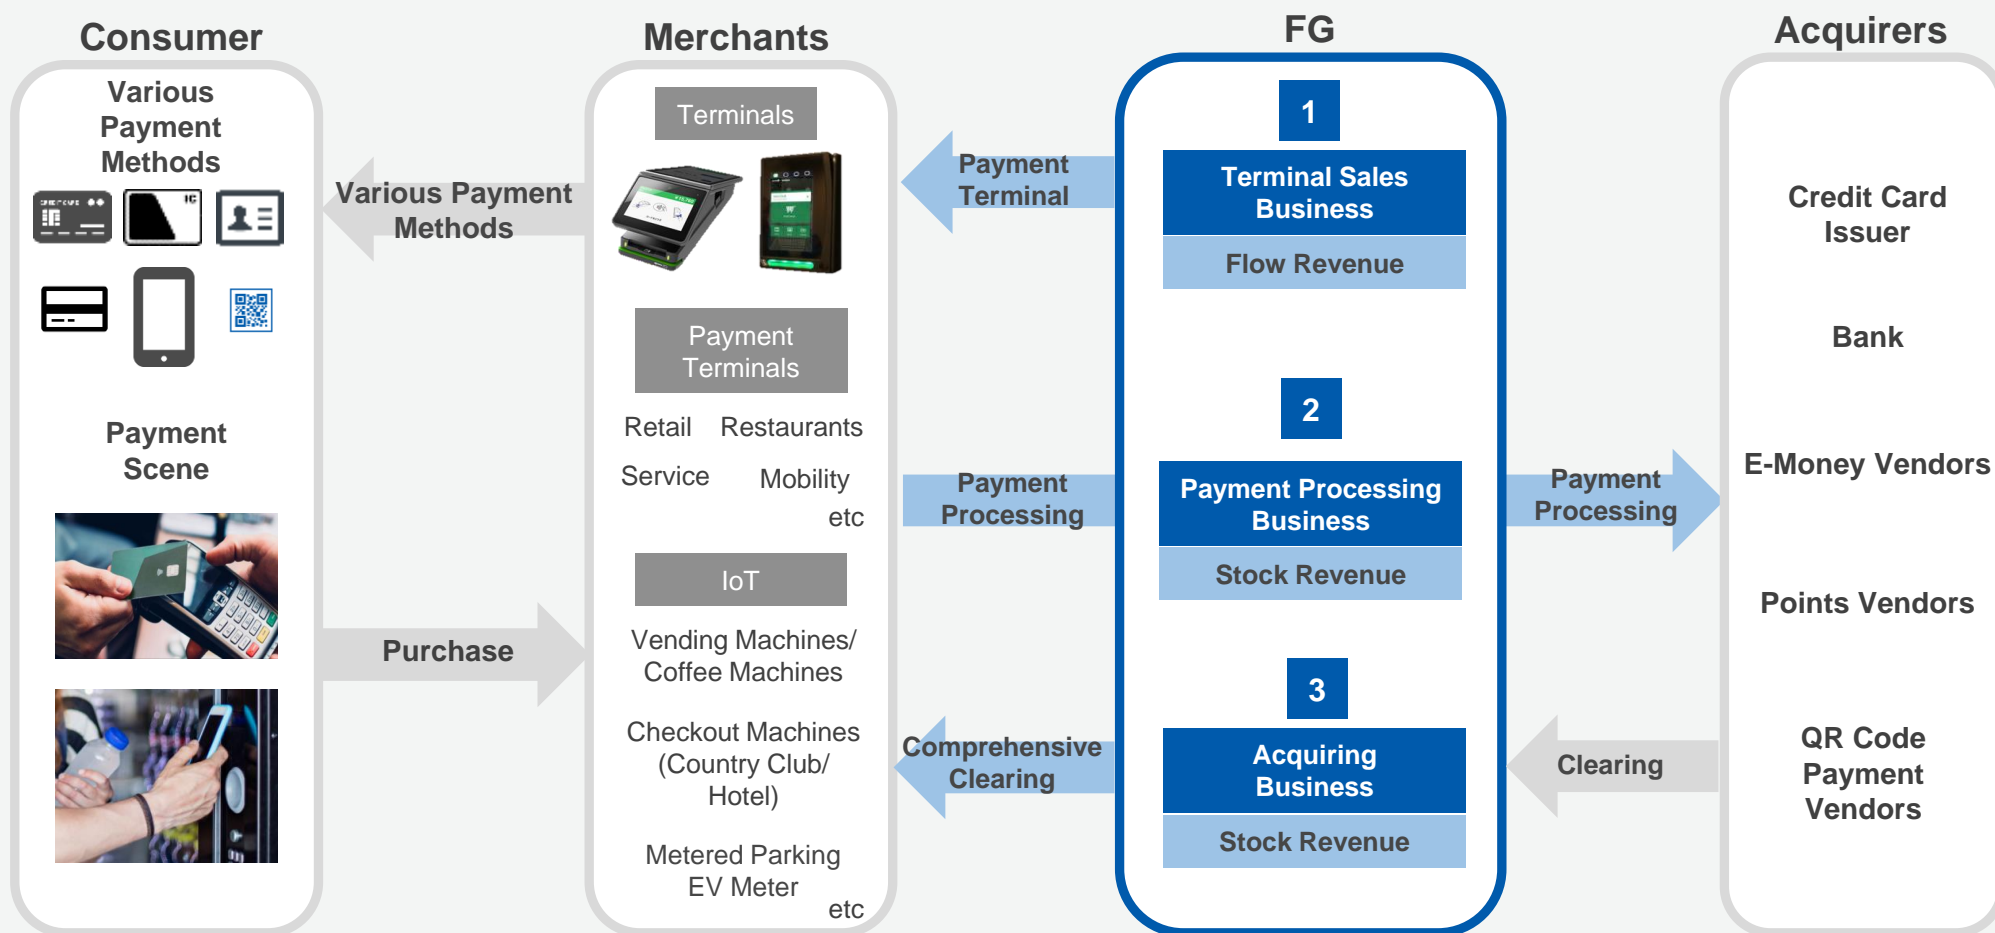 Consumer
Various
Payment
Methods
CREDIT CARD
IC
Payment
Scene
Various Payment
Methods
Purchase
Merchants
Terminals
Payment
Terminals
Retail Restaurants
Service Mobility
etc
IoT
Vending Machines/
Coffee Machines
Checkout Machines
(Country Club/
Hotel)
Metered Parking
EV Meter
etc
Payment
Terminal
Payment
Processing
Comprehensive
Clearing
FG
1
Terminal Sales
Business
Flow Revenue
2
Payment Processing
Business
Stock Revenue
3
Acquiring
Business
Stock Revenue
Payment
Processing
Clearing
Acquirers
Credit Card
Issuer
Bank
E-Money Vendors
Points Vendors
QR Code
Payment
Vendors